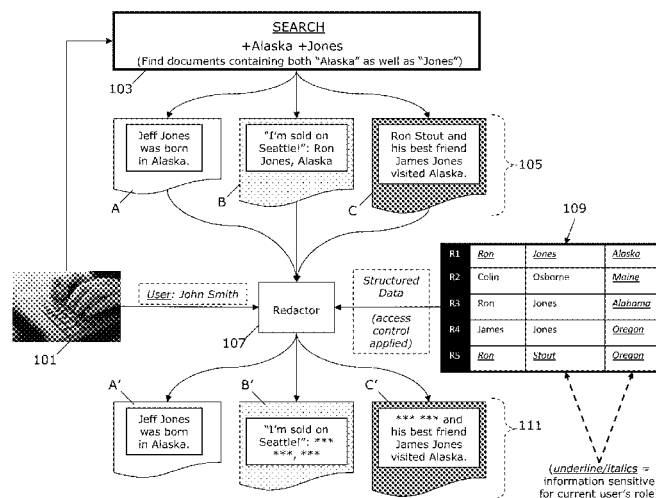 SEARCH
+Alaska +Jones
(Find documents containing both "Alaska" as well as "Jones")
103
Jeff Jones
was born
in Alaska.
A
"I'm sold on
Seattle!": Ron
Jones, Alaska
B
Ron Stout and
his best friend
James Jones
visited Alaska.
C
105
109
R1 Ron Jones Alaska
R2 Colin Osborne Maine
R3 Ron Jones Alabama
R4 James Jones Oregon
R5 Ron Stout Oregon
101
User: John Smith
Redactor
107
Structured
Data
(access
control
applied)
A'
Jeff Jones
was born
in Alaska.
B'
"I'm sold on
Seattle!": ***
***, ***
C'
*** *** and
his best friend
James Jones
visited Alaska.
111
(underline/italics =
information sensitive
for current user's role)